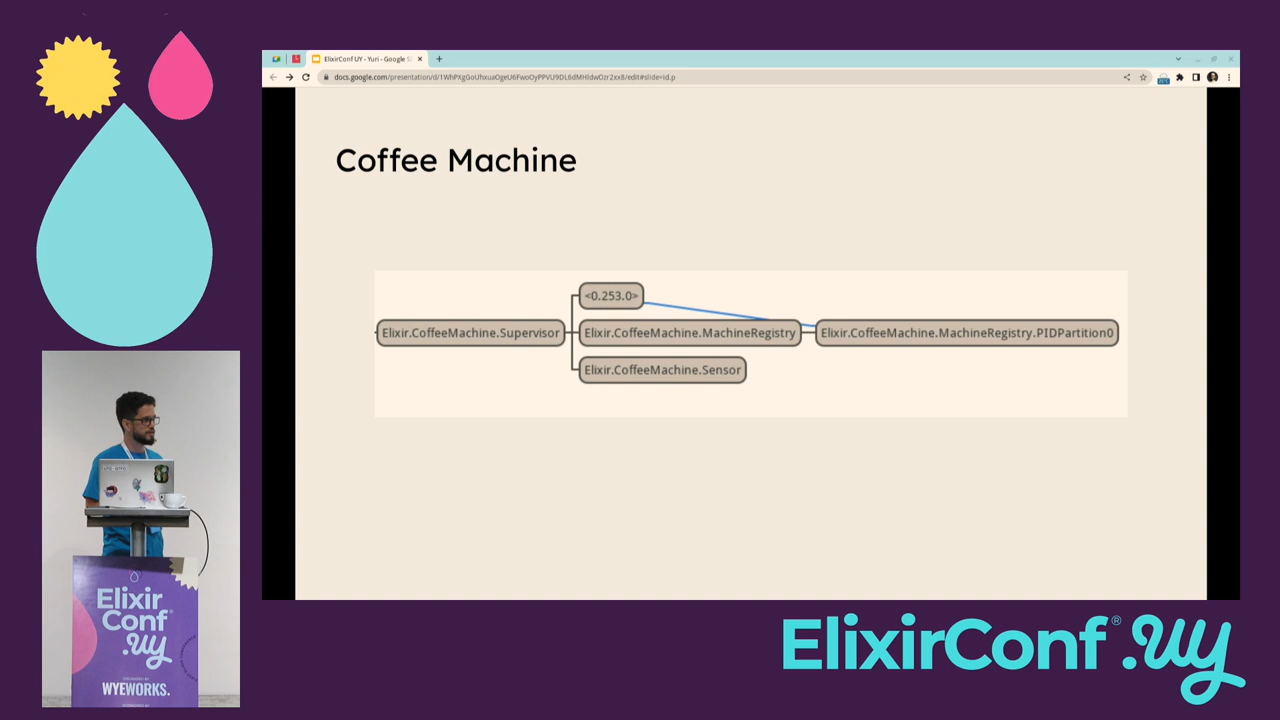 ElixirConf UY - Yuri - Google S
docs.google.com/presentation/d/1WhPXgGoUhxuaOgeU6FwoOyPPVU9DL6dMHldwOzr2xx8/edit#slide=id.p
Coffee Machine
<0.253.0>
Elixir.CoffeeMachine.Supervisor
Elixir.CoffeeMachine.MachineRegistry
Elixir.CoffeeMachine.MachineRegistry.PIDPartition0
Elixir.CoffeeMachine.Sensor
Elixir
Conf®
.uy
WYEWORKS.
ElixirConf® .uy